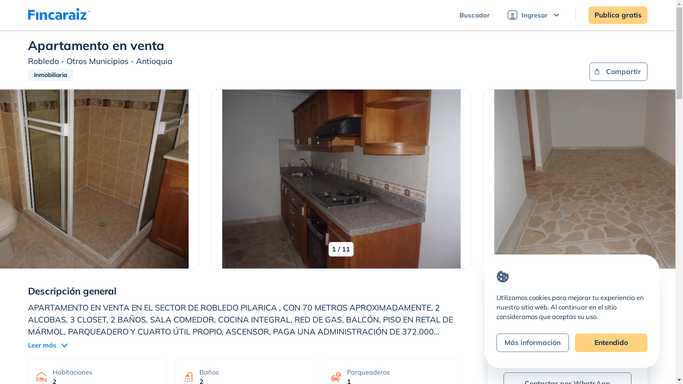 Fincaraiz
Buscador
Ingresar
Publica gratis
Apartamento en venta
Robledo - Otros Municipios - Antioquia
Inmobiliaria
Compartir
1 / 11
Descripción general
APARTAMENTO EN VENTA EN EL SECTOR DE ROBLEDO PILARICA , CON 70 METROS APROXIMADAMENTE, 2
ALCOBAS, 3 CLOSET, 2 BAÑOS, SALA COMEDOR, COCINA INTEGRAL, RED DE GAS, BALCÓN, PISO EN RETAL DE
MÁRMOL, PARQUEADERO Y CUARTO ÚTIL PROPIO, ASCENSOR, PAGA UNA ADMINISTRACIÓN DE 372.000...
Leer más
Habitaciones
2
Baños
2
Parqueaderos
1
Utilizamos cookies para mejorar tu experiencia en
nuestro sitio web. Al continuar en el sitio
consideramos que aceptas su uso.
Más información
Entendido
Contactar por WhatsApp